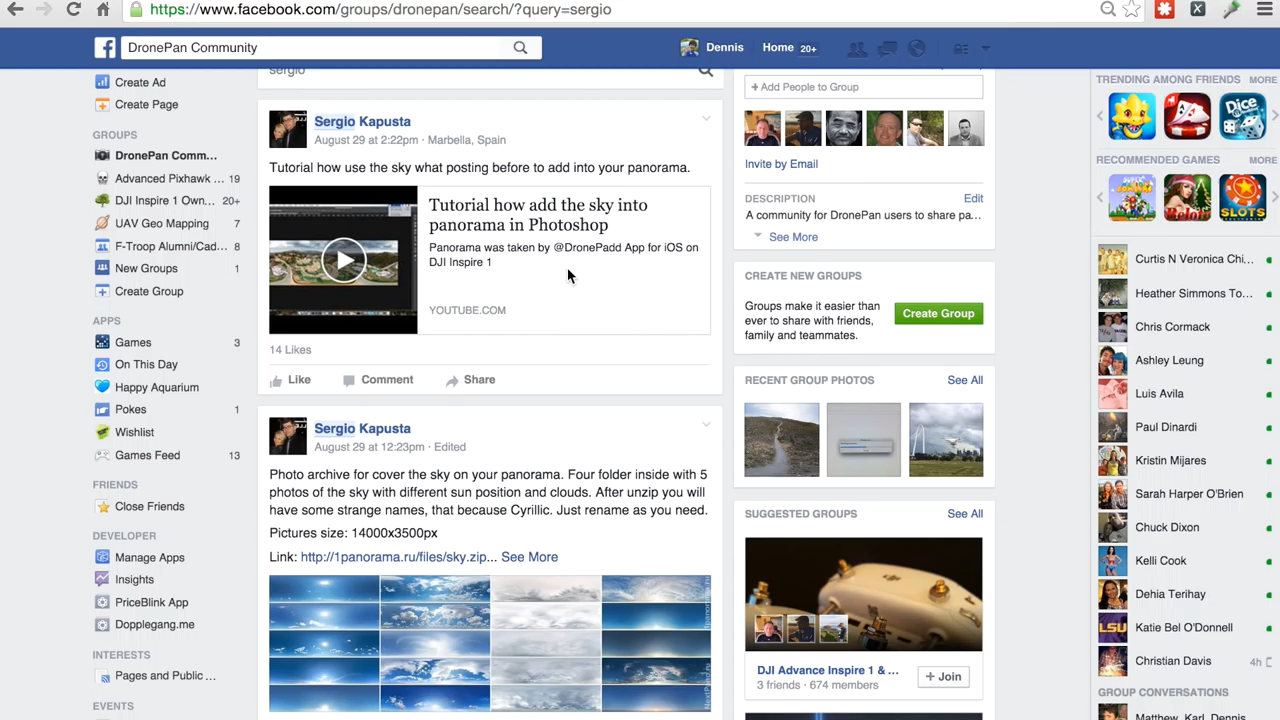 https://www.facebook.com/groups/dronepan/search/?query=sergio
DronePan Community
Dennis
Home 20+
Create Ad
Create Page
GROUPS
DronePan Comm...
Advanced Pixhawk ... 19
DJI Inspire 1 Own... 20+
UAV Geo Mapping 7
F-Troop Alumni/Cad... 8
New Groups 1
Create Group
APPS
Games 3
On This Day
Happy Aquarium
Pokes 1
Wishlist
Games Feed 13
FRIENDS
Close Friends
DEVELOPER
Manage Apps
Insights
PriceBlink App
Dopplegang.me
INTERESTS
Pages and Public ...
EVENTS
sergio
Sergio Kapusta
August 29 at 2:22pm · Marbella, Spain
Tutorial how use the sky what posting before to add into your panorama.
Tutorial how add the sky into
panorama in Photoshop
Panorama was taken by @DronePadd App for iOS on
DJI Inspire 1
YOUTUBE.COM
14 Likes
Like
Comment
Share
Sergio Kapusta
August 29 at 12:23pm · Edited
Photo archive for cover the sky on your panorama. Four folder inside with 5
photos of the sky with different sun position and clouds. After unzip you will
have some strange names, that because Cyrillic. Just rename as you need.
Pictures size: 14000x3500px
Link: http://1panorama.ru/files/sky.zip... See More
+ Add People to Group
Invite by Email
DESCRIPTION Edit
A community for DronePan users to share pa...
See More
CREATE NEW GROUPS
Groups make it easier than
ever to share with friends,
family and teammates.
Create Group
RECENT GROUP PHOTOS See All
SUGGESTED GROUPS See All
DJI Advance Inspire 1 & ...
3 friends · 674 members
+ Join
TRENDING AMONG FRIENDS MORE
Dice
RECOMMENDED GAMES MORE
SLOTS
Curtis N Veronica Chi...
Heather Simmons To...
Chris Cormack
Ashley Leung
Luis Avila
Paul Dinardi
Kristin Mijares
Sarah Harper O'Brien
Chuck Dixon
Kelli Cook
Dehia Terihay
LSU
Katie Bel O'Donnell
Christian Davis 4h
GROUP CONVERSATIONS
Matthew, Karl, Dennis